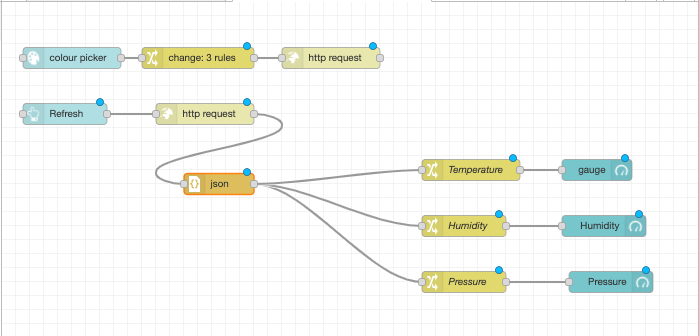 colour picker
change: 3 rules
http request
Refresh
http request
json
Temperature
gauge
Humidity
Humidity
Pressure
Pressure